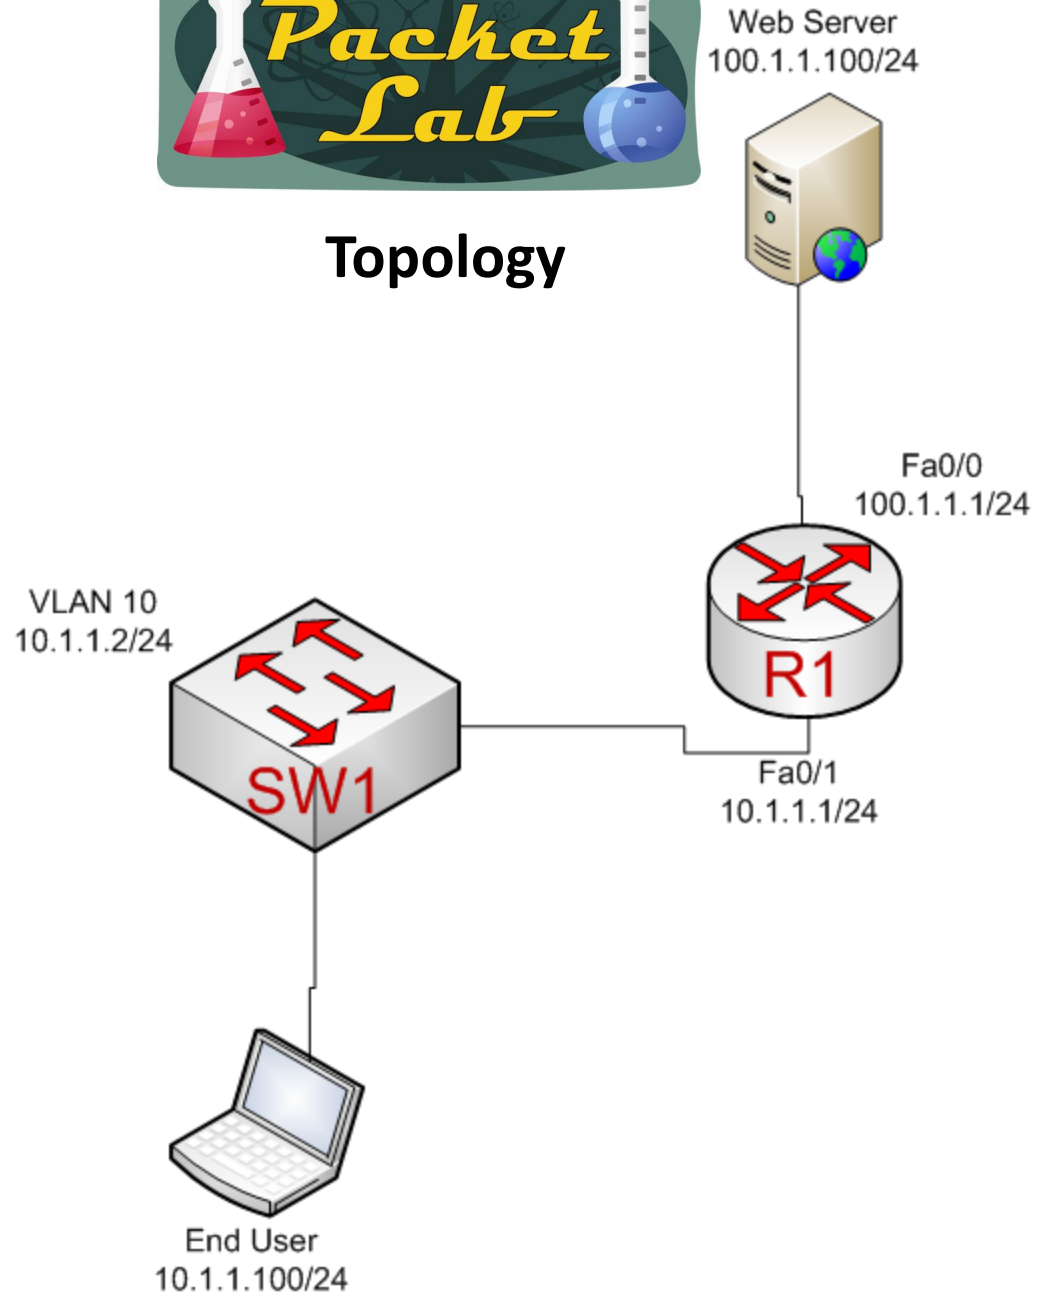 Packet
Lab
Web Server
100.1.1.100/24
Topology
Fa0/0
100.1.1.1/24
VLAN 10
10.1.1.2/24
R1
SW1
Fa0/1
10.1.1.1/24
End User
10.1.1.100/24